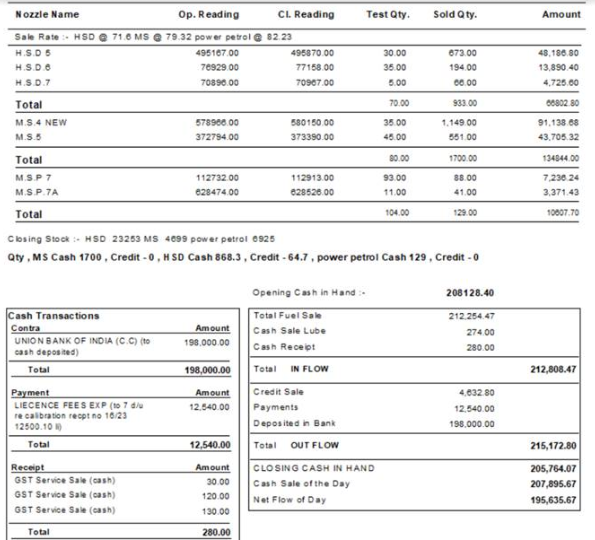 Nozzle Name Op. Reading Cl. Reading Test Qty. Sold Qty. Amount
Sale Rate :- HSD @ 71.6 MS @ 79.32 power petrol @ 82.23
H.S.D 5 495167.00 495870.00 30.00 673.00 48,186.80
H.S.D 6 76929.00 77158.00 35.00 194.00 13,890.40
H.S.D.7 70896.00 70967.00 5.00 66.00 4,725.60
Total 70.00 933.00 66802.80
M.S.4 NEW 578966.00 580150.00 35.00 1,149.00 91,138.68
M.S.5 372794.00 373390.00 45.00 551.00 43,705.32
Total 80.00 1700.00 134844.00
M.S.P 7 112732.00 112913.00 93.00 88.00 7,236.24
M.S.P.7A 628474.00 628526.00 11.00 41.00 3,371.43
Total 104.00 129.00 10607.70
Closing Stock :- HSD 23253 MS 4699 power petrol 6925
Qty , MS Cash 1700 , Credit - 0 , HSD Cash 868.3 , Credit - 64.7 , power petrol Cash 129 , Credit - 0
Opening Cash in Hand :- 208128.40
Cash Transactions
Contra Amount
UNION BANK OF INDIA (C.C) (to 198,000.00
cash deposited)
Total 198,000.00
Payment Amount
LIECENCE FEES EXP (to 7 d/u 12,540.00
re calibration recpt no 16/23
12500.10 li)
Total 12,540.00
Receipt Amount
GST Service Sale (cash) 30.00
GST Service Sale (cash) 120.00
GST Service Sale (cash) 130.00
Total 280.00
Total Fuel Sale 212,254.47
Cash Sale Lube 274.00
Cash Receipt 280.00
Total IN FLOW 212,808.47
Credit Sale 4,632.80
Payments 12,540.00
Deposited in Bank 198,000.00
Total OUT FLOW 215,172.80
CLOSING CASH IN HAND 205,764.07
Cash Sale of the Day 207,895.67
Net Flow of Day 195,635.67